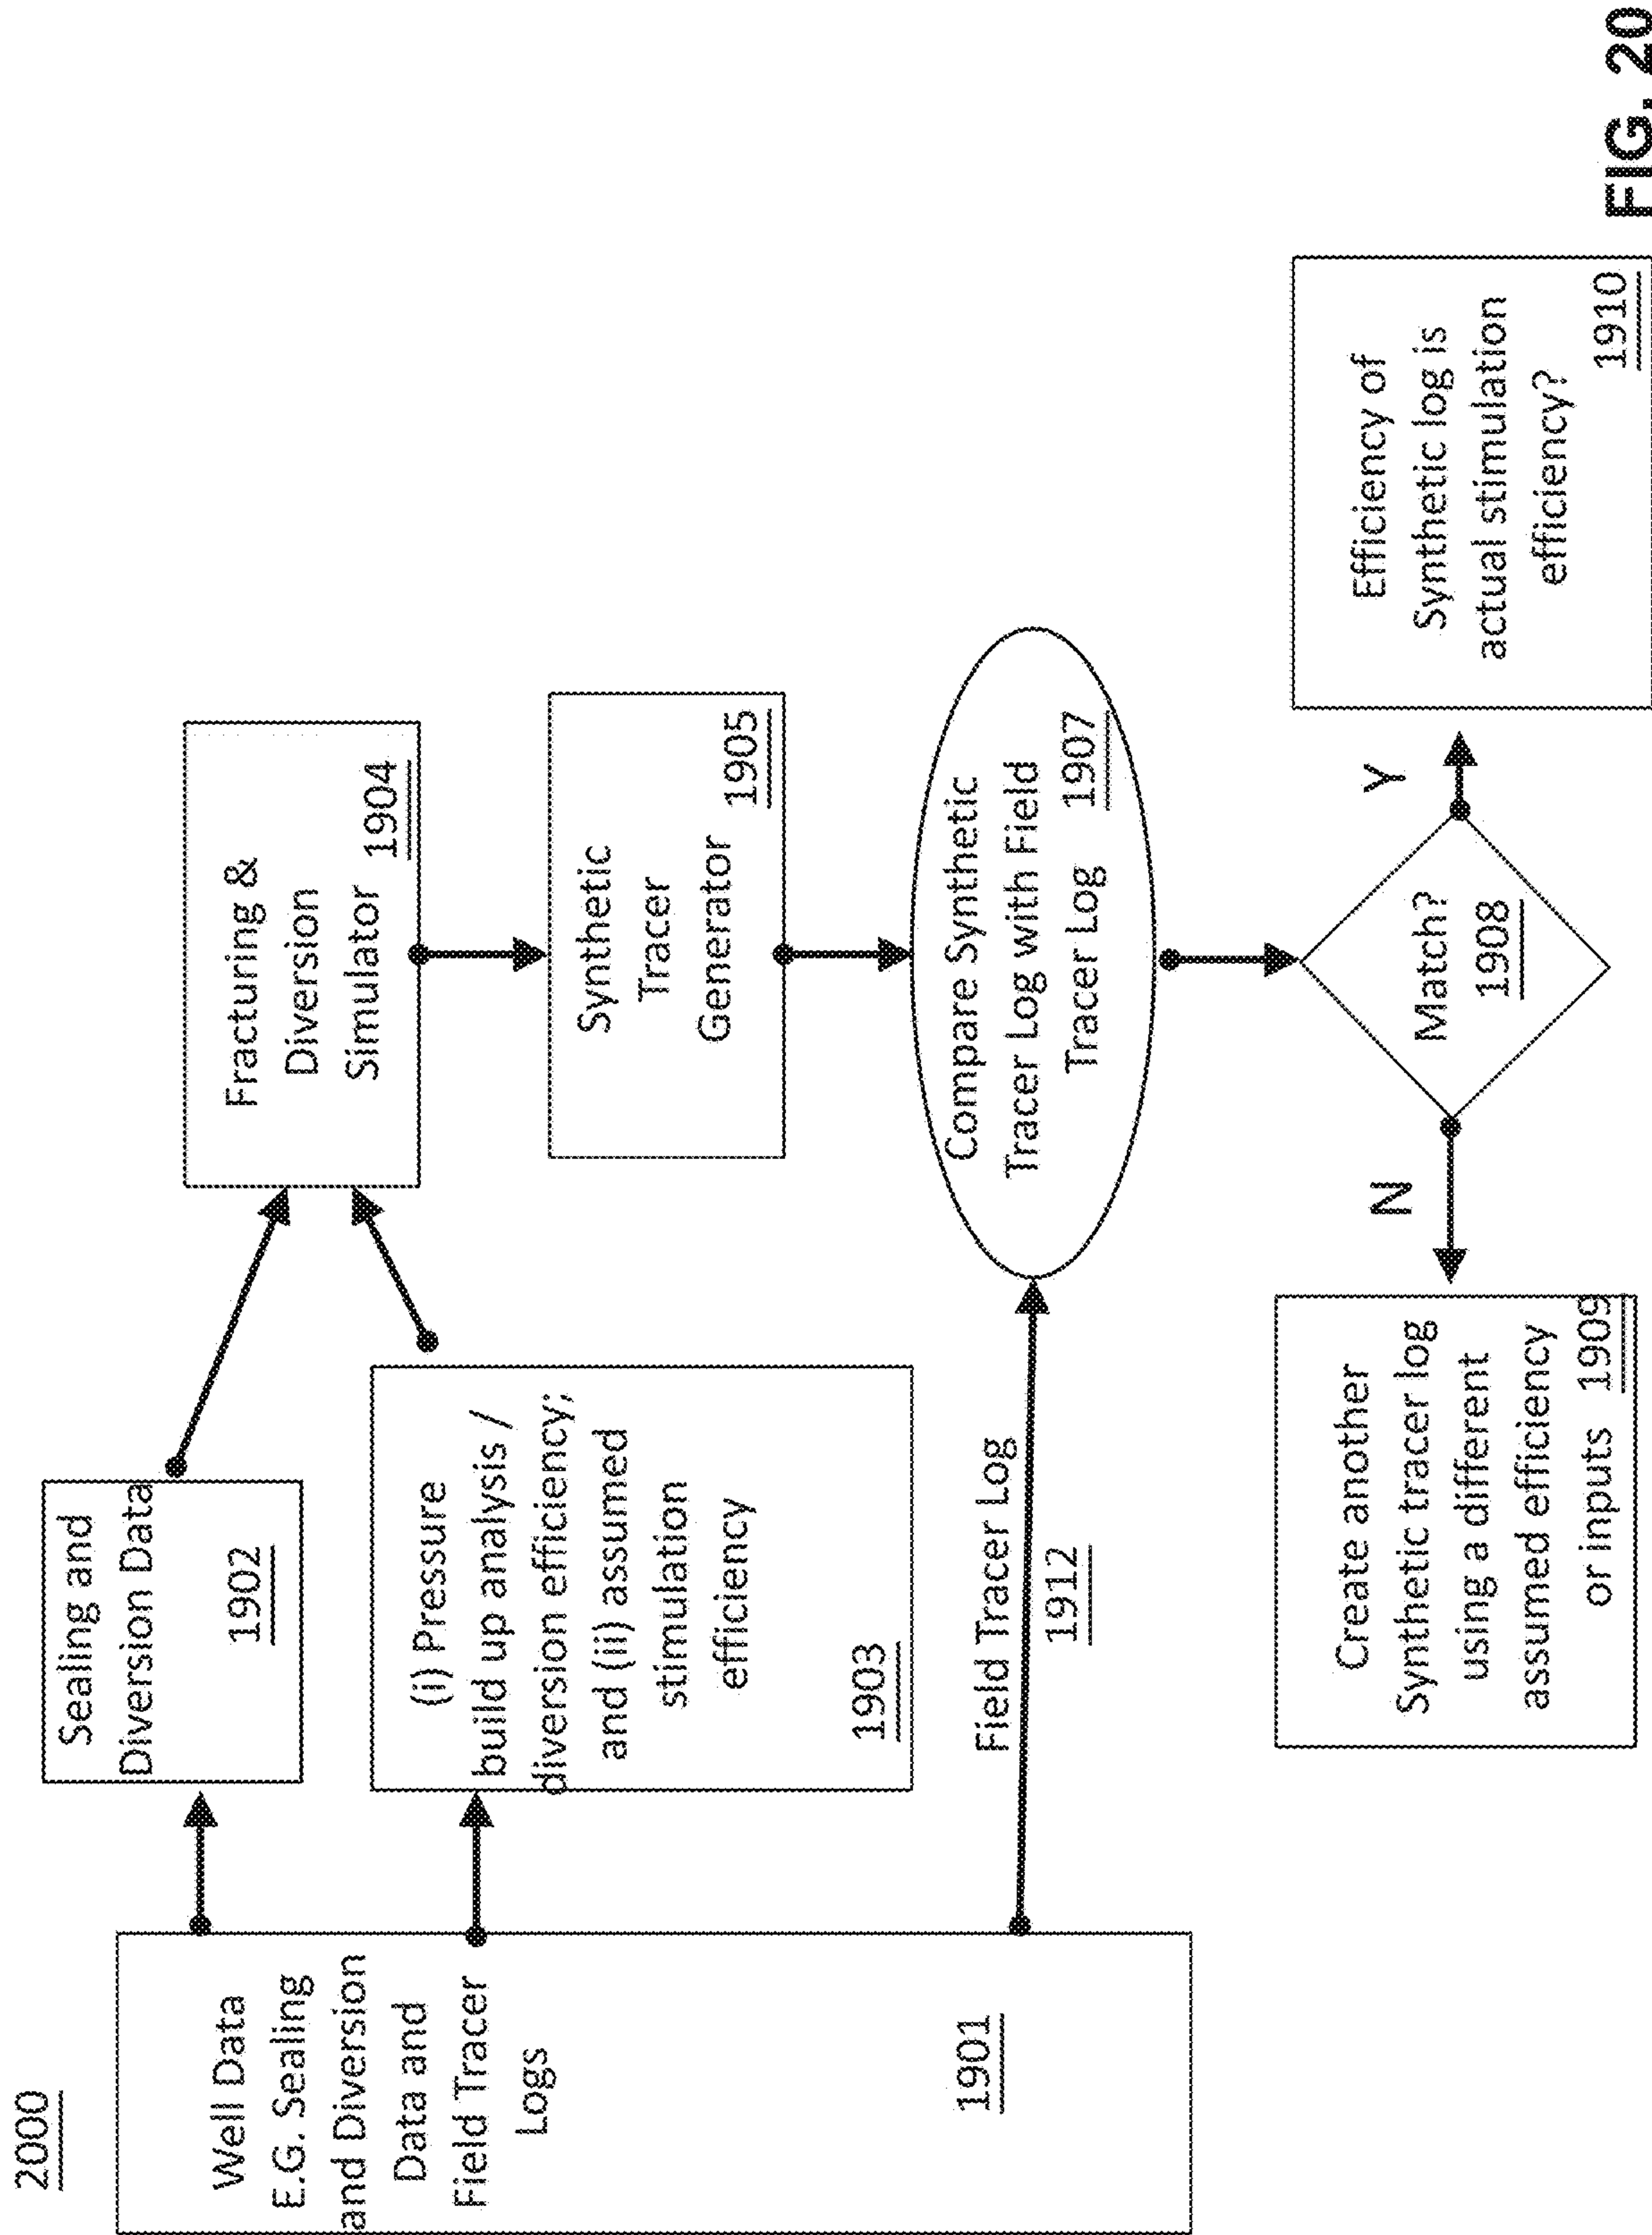 2000
Well Data
E.G. Sealing
and Diversion
Data and
Field Tracer
Logs
1901
Sealing and
Diversion Data
1902
(i) Pressure
build up analysis /
diversion efficiency;
and (ii) assumed
stimulation
efficiency
1903
Fracturing &
Diversion
Simulator 1904
Synthetic
Tracer
Generator 1905
Field Tracer Log
1912
Compare Synthetic
Tracer Log with Field
Tracer Log 1907
Match?
1908
N
Y
Create another
Synthetic tracer log
using a different
assumed efficiency
or inputs 1909
Efficiency of
Synthetic log is
actual stimulation
efficiency?
1910
FIG. 20